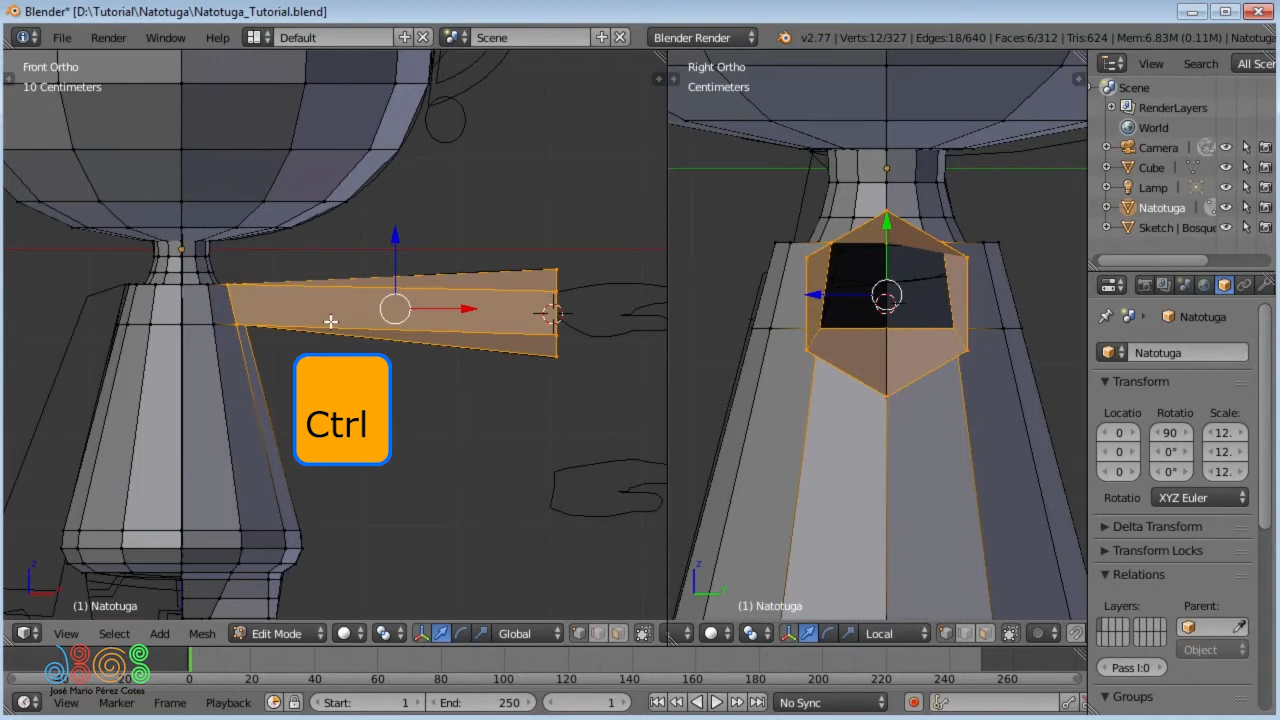 Blender* [D:\Tutorial\Natotuga\Natotuga_Tutorial.blend]
File Render Window Help Default Scene Blender Render v2.77 | Verts:12/327 | Edges:18/640 | Faces:6/312 | Tris:624 | Mem:6.83M (0.11M) | Natotuga
Front Ortho
10 Centimeters
Right Ortho
Centimeters
View Search All Scen
Scene
RenderLayers
World
Camera
Cube
Lamp
Natotuga
Sketch | Bosque
Natotuga
Natotuga
Transform
Locatio Rotatio Scale:
0 90 12.
0 0° 12.
0 0° 12.
Rotatio XYZ Euler
Delta Transform
Transform Locks
Relations
Layers: Parent:
Object
Pass I:0
Groups
Ctrl
z
z
(1) Natotuga
(1) Natotuga
View Select Add Mesh Edit Mode Global Local
0 20 40 60 80 100 120 140 160 180 200 220 240 260
José Mario Pérez Cotes
View Marker Frame Playback Start: 1 End: 250 1 No Sync